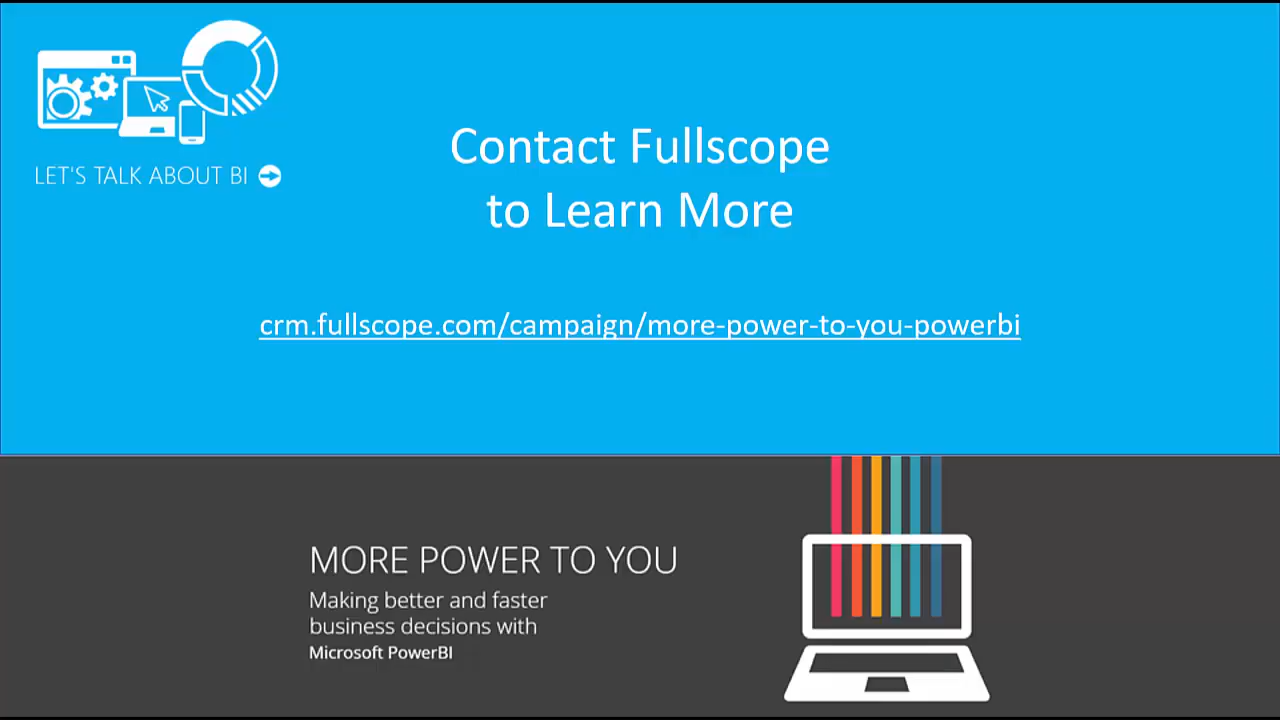 LET'S TALK ABOUT BI
Contact Fullscope
to Learn More
crm.fullscope.com/campaign/more-power-to-you-powerbi
MORE POWER TO YOU
Making better and faster
business decisions with
Microsoft PowerBI